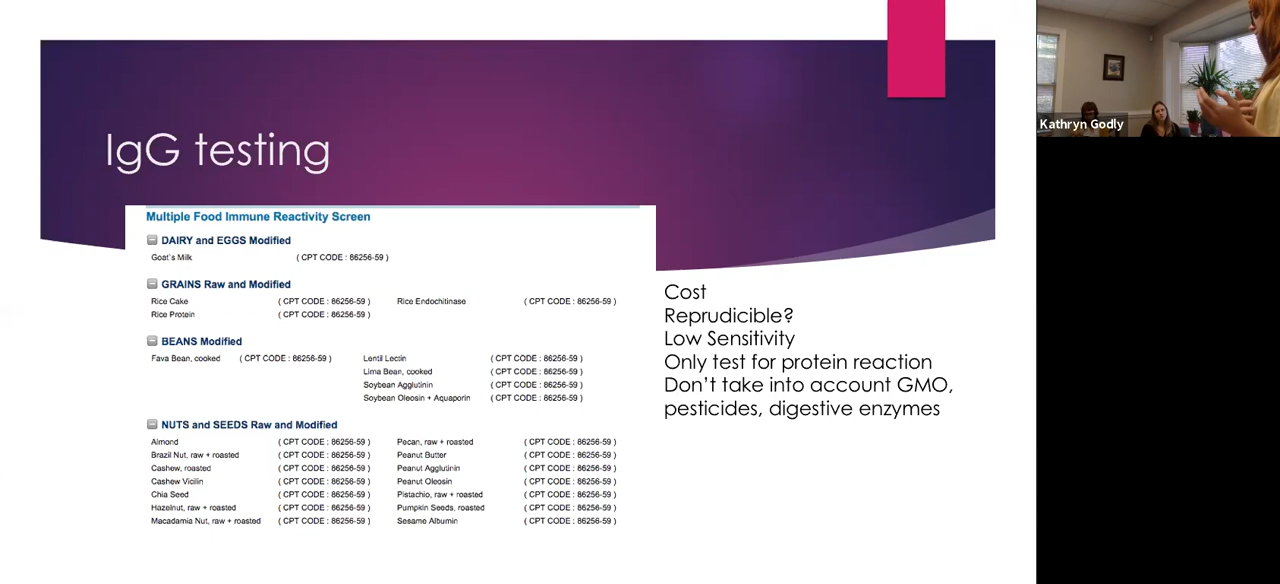 IgG testing
Multiple Food Immune Reactivity Screen
DAIRY and EGGS Modified
Goat's Milk ( CPT CODE : 86256-59 )
GRAINS Raw and Modified
Rice Cake ( CPT CODE : 86256-59 ) Rice Endochitinase ( CPT CODE : 86256-59 )
Rice Protein ( CPT CODE : 86256-59 )
BEANS Modified
Fava Bean, cooked ( CPT CODE : 86256-59 ) Lentil Lectin ( CPT CODE : 86256-59 )
Lima Bean, cooked ( CPT CODE : 86256-59 )
Soybean Agglutinin ( CPT CODE : 86256-59 )
Soybean Oleosin + Aquaporin ( CPT CODE : 86256-59 )
NUTS and SEEDS Raw and Modified
Almond ( CPT CODE : 86256-59 ) Pecan, raw + roasted ( CPT CODE : 86256-59 )
Brazil Nut, raw + roasted ( CPT CODE : 86256-59 ) Peanut Butter ( CPT CODE : 86256-59 )
Cashew, roasted ( CPT CODE : 86256-59 ) Peanut Agglutinin ( CPT CODE : 86256-59 )
Cashew Vicilin ( CPT CODE : 86256-59 ) Peanut Oleosin ( CPT CODE : 86256-59 )
Chia Seed ( CPT CODE : 86256-59 ) Pistachio, raw + roasted ( CPT CODE : 86256-59 )
Hazelnut, raw + roasted ( CPT CODE : 86256-59 ) Pumpkin Seeds, roasted ( CPT CODE : 86256-59 )
Macadamia Nut, raw + roasted ( CPT CODE : 86256-59 ) Sesame Albumin ( CPT CODE : 86256-59 )
Cost
Reprudicible?
Low Sensitivity
Only test for protein reaction
Don't take into account GMO,
pesticides, digestive enzymes
Kathryn Godly